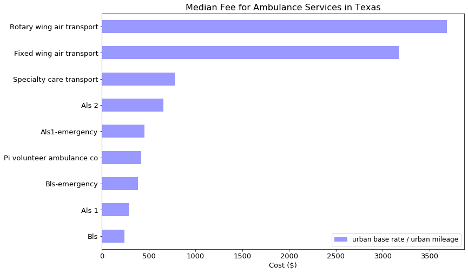 Median Fee for Ambulance Services in Texas
Rotary wing air transport
Fixed wing air transport
Specialty care transport
Als 2
Als1-emergency
Pi volunteer ambulance co
Bls-emergency
Als 1
Bls
urban base rate / urban mileage
0 500 1000 1500 2000 2500 3000 3500
Cost ($)